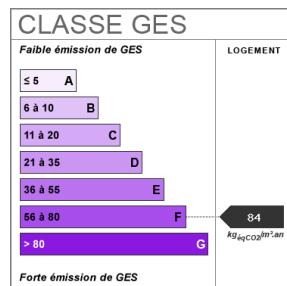 CLASSE GES
Faible émission de GES
LOGEMENT
≤ 5 A
6 à 10 B
11 à 20 C
21 à 35 D
36 à 55 E
56 à 80 F
84
kgéqCO2/m².an
> 80 G
Forte émission de GES